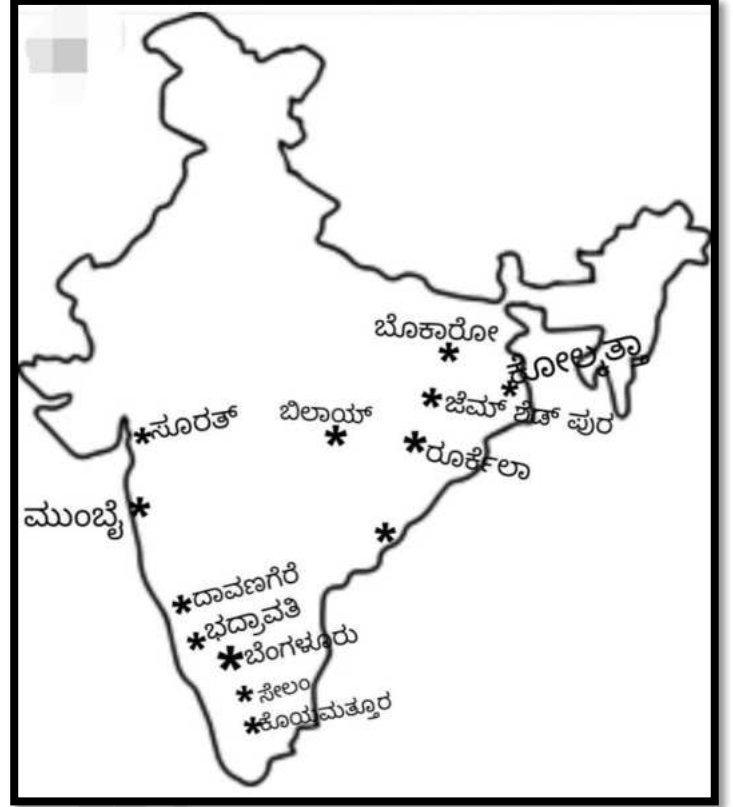 ಬೊಕಾರೋ
ಕೋಲ್ಕತ್ತಾ
ಜೆಮ್ ಶೆಡ್ ಪುರ
ಸೂರತ್
ಬಿಲಾಯ್
ರೂರ್ಕೆಲಾ
ಮುಂಬೈ
ದಾವಣಗೆರೆ
ಭದ್ರಾವತಿ
ಬೆಂಗಳೂರು
ಸೇಲಂ
ಕೊಯಮತ್ತೂರ